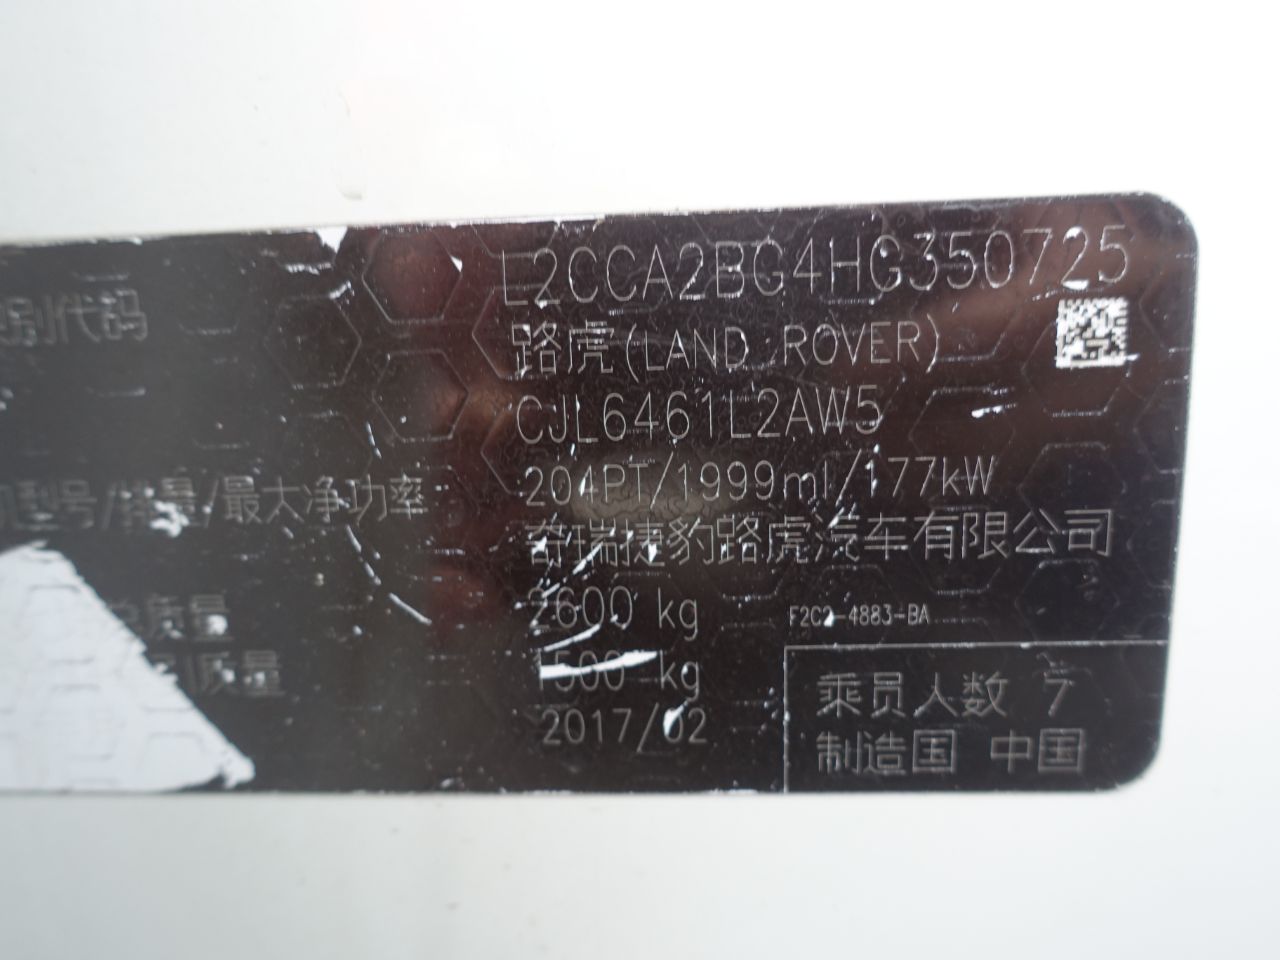 别代码 L2CCA2BG4HG350725
路虎(LAND ROVER)
CJL6461L2AW5
型号/排量/最大净功率 204PT/1999ml/177kW
奇瑞捷豹路虎汽车有限公司
质量 2600 kg F2C2-4883-BA
质量 1500 kg
2017/02
乘员人数 7
制造国 中国